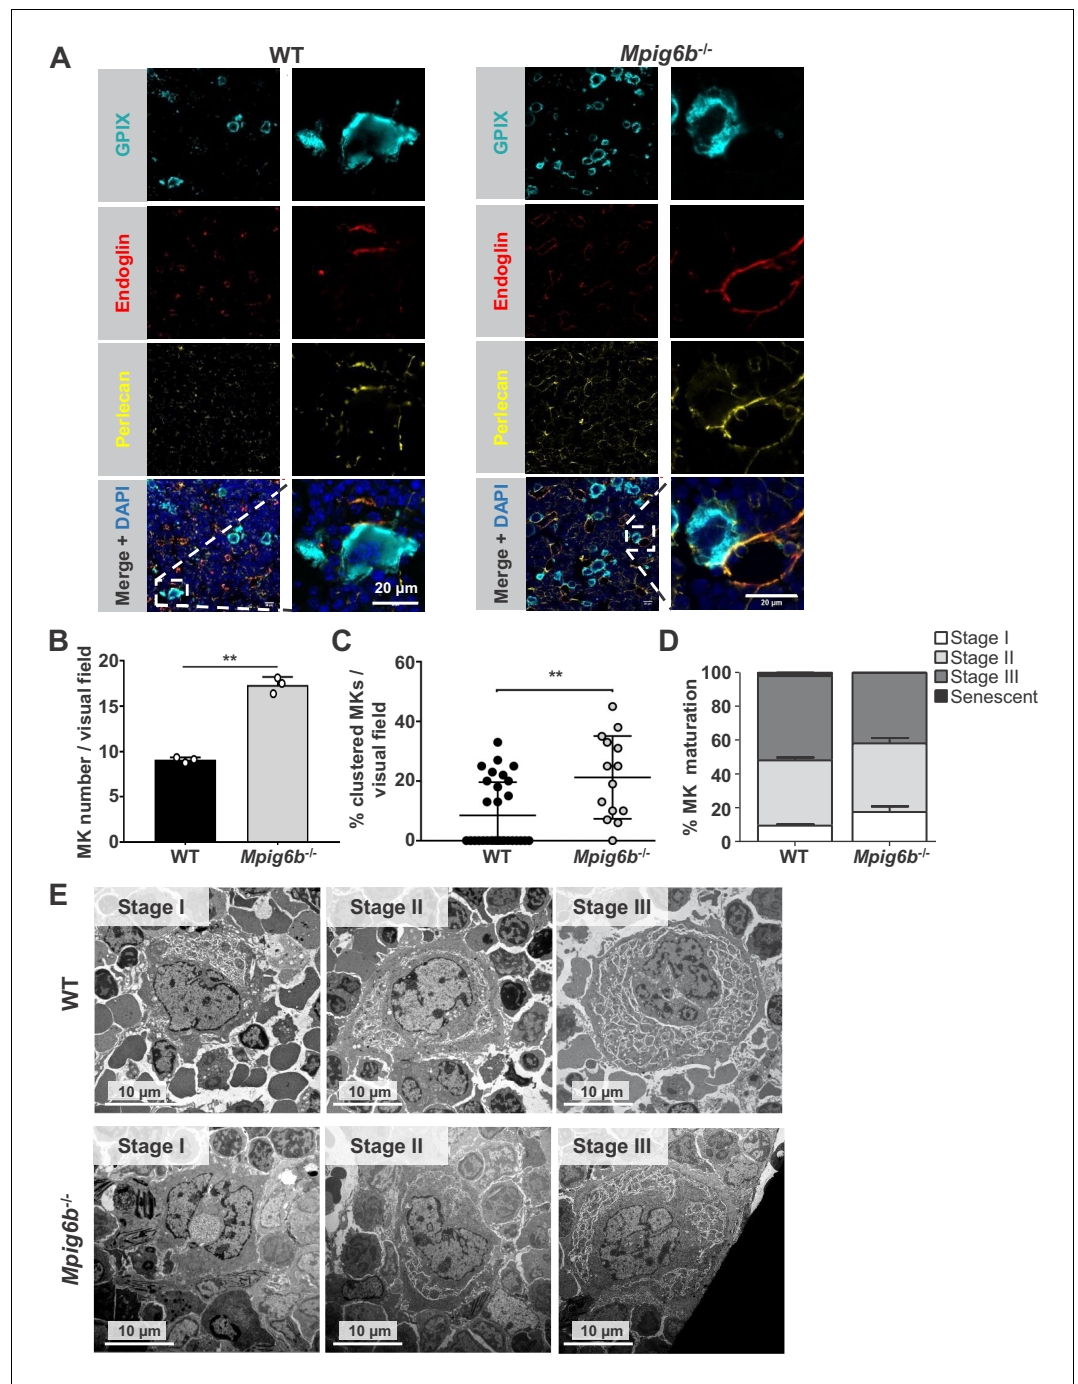 A
WT
Mpig6b-/-
GPIX
GPIX
Endoglin
Endoglin
Perlecan
Perlecan
Merge + DAPI
20 µm
Merge + DAPI
20 µm
B
MK number / visual field
20
15
10
5
0
**
WT
Mpig6b-/-
C
% clustered MKs /
visual field
60
40
20
0
**
WT
Mpig6b-/-
D
% MK maturation
100
80
60
40
20
0
WT
Mpig6b-/-
Stage I
Stage II
Stage III
Senescent
E
WT
Stage I
10 µm
Stage II
10 µm
Stage III
10 µm
Mpig6b-/-
Stage I
10 µm
Stage II
10 µm
Stage III
10 µm